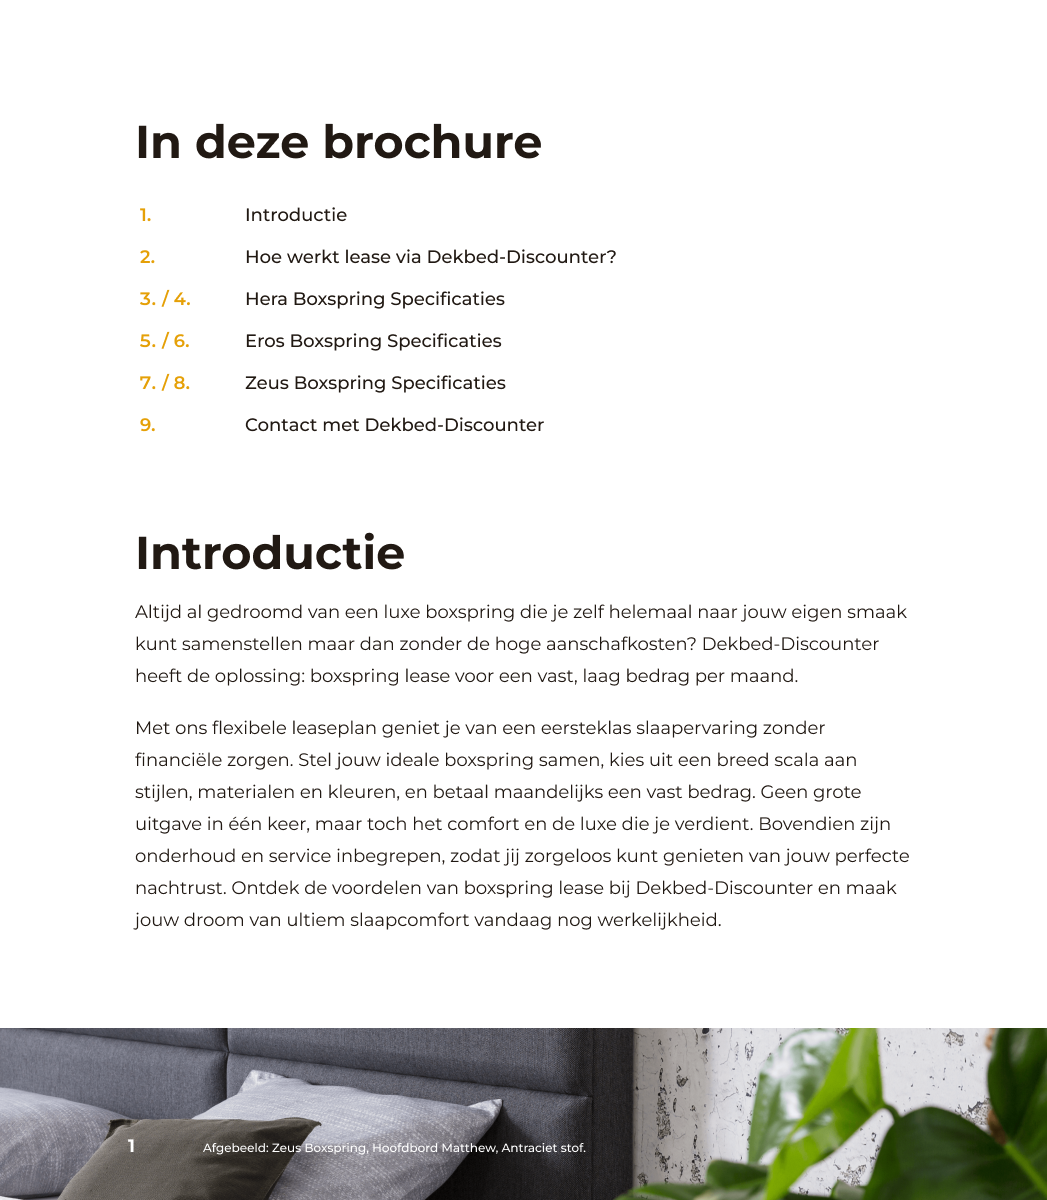 In deze brochure
1. Introductie
2. Hoe werkt lease via Dekbed-Discounter?
3. / 4. Hera Boxspring Specificaties
5. / 6. Eros Boxspring Specificaties
7. / 8. Zeus Boxspring Specificaties
9. Contact met Dekbed-Discounter
Introductie
Altijd al gedroomd van een luxe boxspring die je zelf helemaal naar jouw eigen smaak
kunt samenstellen maar dan zonder de hoge aanschafkosten? Dekbed-Discounter
heeft de oplossing: boxspring lease voor een vast, laag bedrag per maand.
Met ons flexibele leaseplan geniet je van een eersteklas slaapervaring zonder
financiële zorgen. Stel jouw ideale boxspring samen, kies uit een breed scala aan
stijlen, materialen en kleuren, en betaal maandelijks een vast bedrag. Geen grote
uitgave in één keer, maar toch het comfort en de luxe die je verdient. Bovendien zijn
onderhoud en service inbegrepen, zodat jij zorgeloos kunt genieten van jouw perfecte
nachtrust. Ontdek de voordelen van boxspring lease bij Dekbed-Discounter en maak
jouw droom van ultiem slaapcomfort vandaag nog werkelijkheid.
1 Afgebeeld: Zeus Boxspring, Hoofdbord Matthew, Antraciet stof.